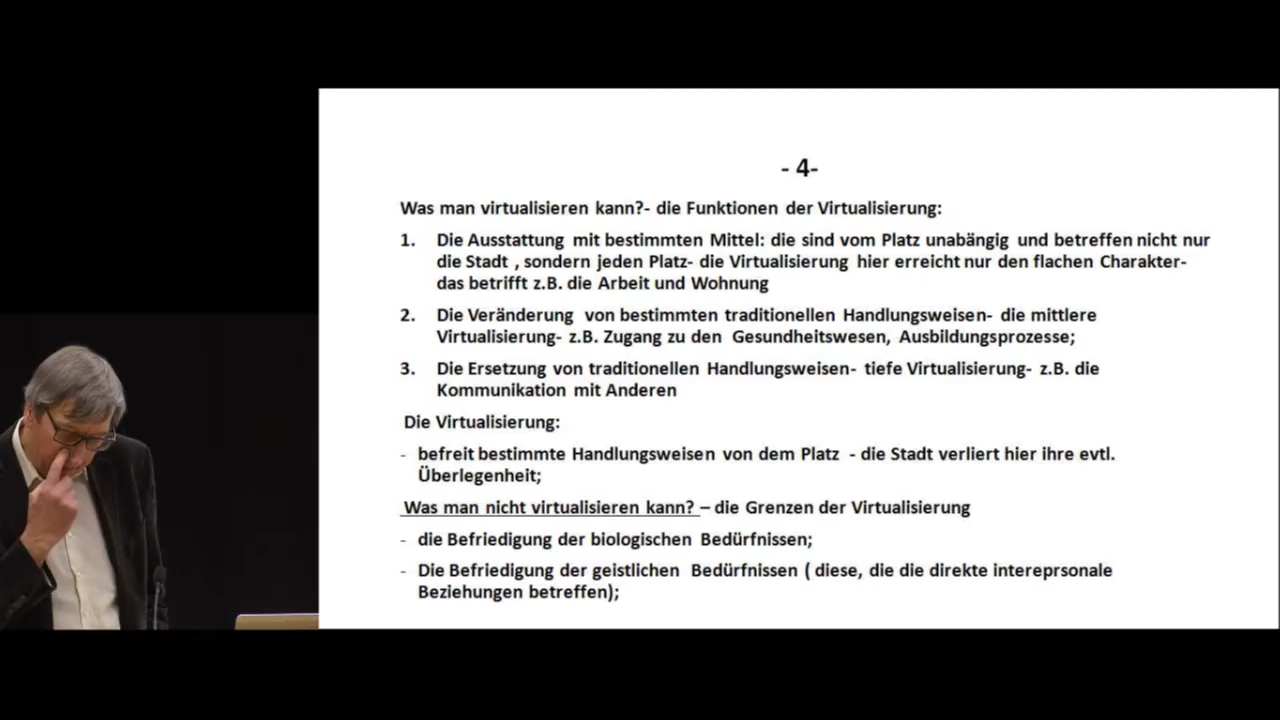 - 4-
Was man virtualisieren kann?- die Funktionen der Virtualisierung:
1. Die Ausstattung mit bestimmten Mittel: die sind vom Platz unabängig und betreffen nicht nur
die Stadt , sondern jeden Platz- die Virtualisierung hier erreicht nur den flachen Charakter-
das betrifft z.B. die Arbeit und Wohnung
2. Die Veränderung von bestimmten traditionellen Handlungsweisen- die mittlere
Virtualisierung- z.B. Zugang zu den Gesundheitswesen, Ausbildungsprozesse;
3. Die Ersetzung von traditionellen Handlungsweisen- tiefe Virtualisierung- z.B. die
Kommunikation mit Anderen
Die Virtualisierung:
- befreit bestimmte Handlungsweisen von dem Platz - die Stadt verliert hier ihre evtl.
Überlegenheit;
Was man nicht virtualisieren kann? – die Grenzen der Virtualisierung
- die Befriedigung der biologischen Bedürfnissen;
- Die Befriedigung der geistlichen Bedürfnissen ( diese, die die direkte intereprsonale
Beziehungen betreffen);